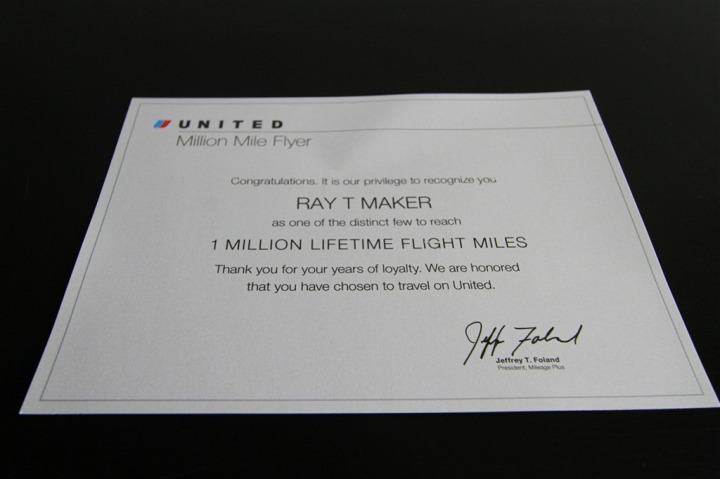 UNITED
Million Mile Flyer
Congratulations. It is our privilege to recognize you
RAY T MAKER
as one of the distinct few to reach
1 MILLION LIFETIME FLIGHT MILES
Thank you for your years of loyalty. We are honored
that you have chosen to travel on United.
Jeff Foland
Jeffrey T. Foland
President, Mileage Plus